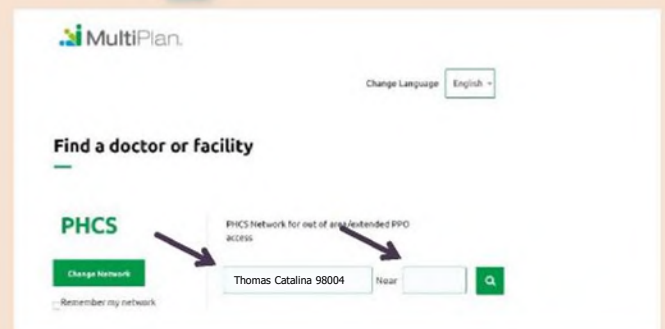 MultiPlan.
Change Language English
Find a doctor or facility
PHCS
PHCS Network for out of area/extended PPO
access
Change Network
Thomas Catalina 98004 Near
Remember my network